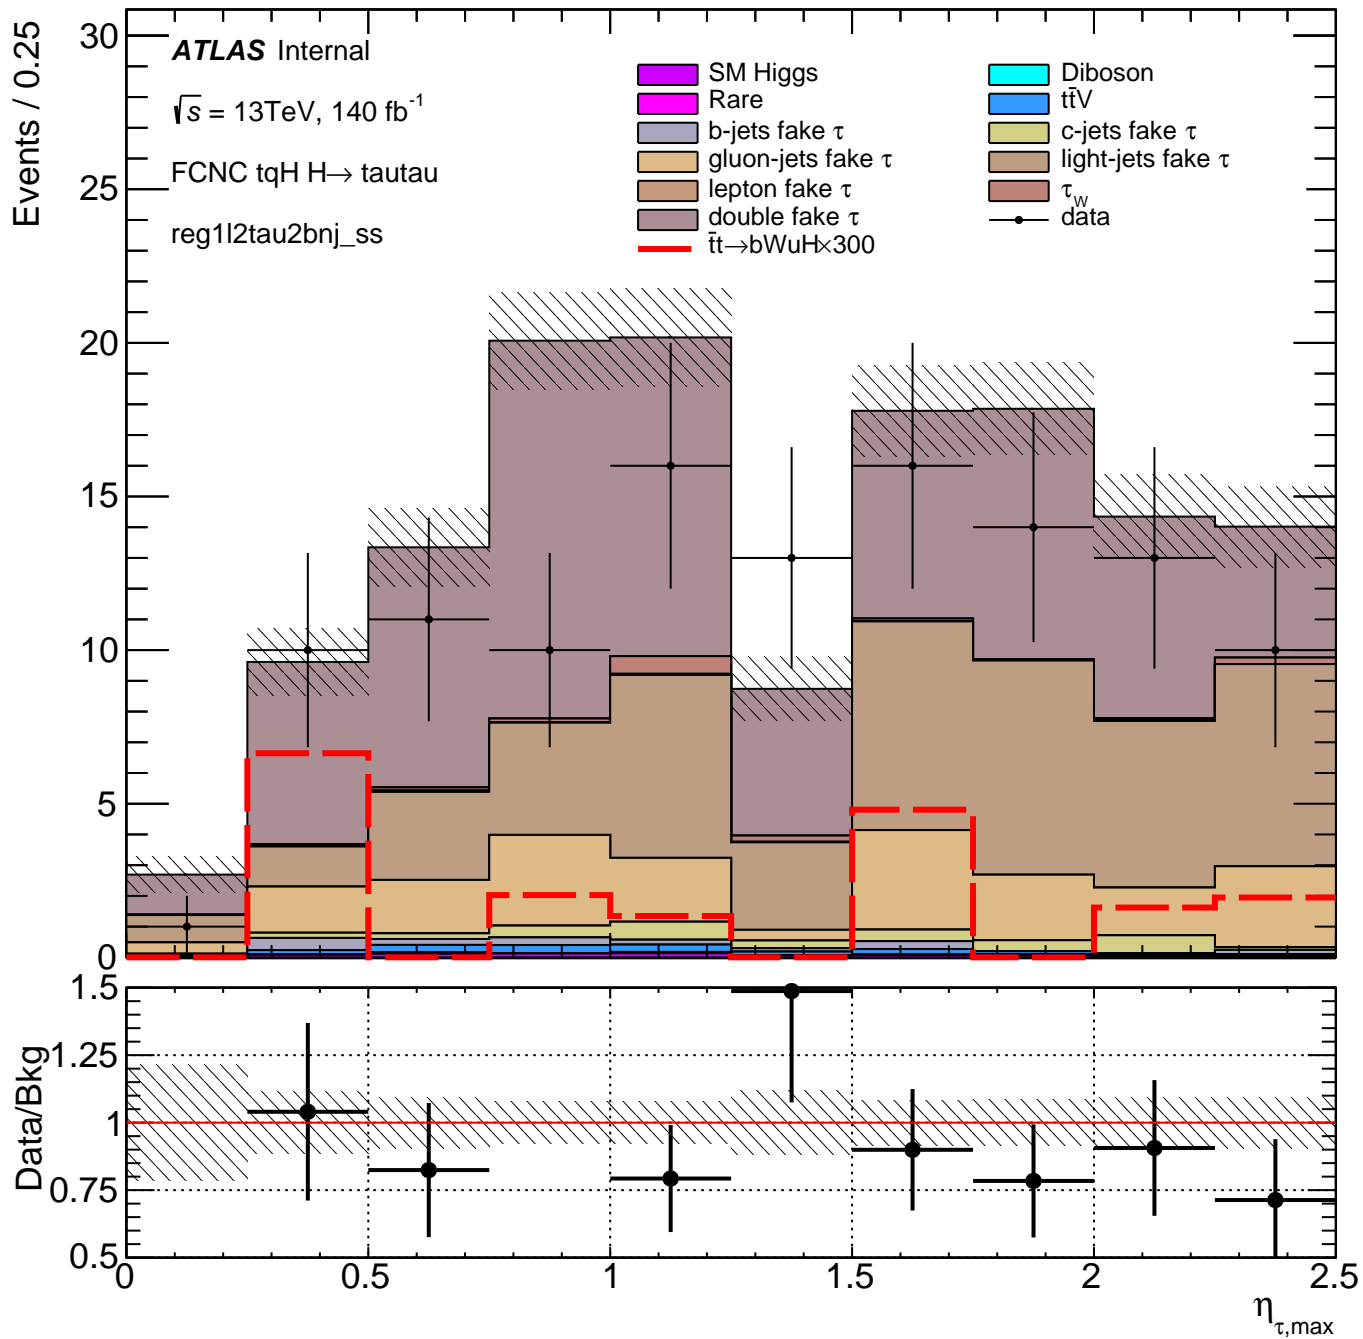 Events / 0.25
30
25
20
15
10
5
0
ATLAS Internal
√s = 13TeV, 140 fb⁻¹
FCNC tqH H→ tautau
reg1l2tau2bnj_ss
SM Higgs
Diboson
Rare
tt̄V
b-jets fake τ
c-jets fake τ
gluon-jets fake τ
light-jets fake τ
lepton fake τ
τ_W
double fake τ
data
t̄t→bWuH×300
Data/Bkg
1.5
1.25
1
0.75
0.5
0 0.5 1 1.5 2 2.5
η_τ,max